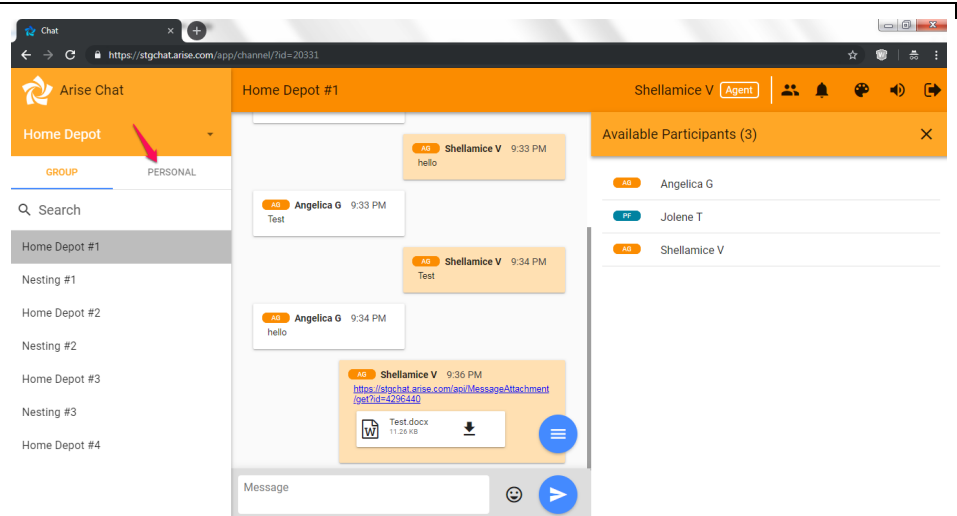 Chat
https://stgchat.arise.com/app/channel/?id=20331
Arise Chat
Home Depot #1
Shellamice V Agent
Home Depot
GROUP PERSONAL
Search
Home Depot #1
Nesting #1
Home Depot #2
Nesting #2
Home Depot #3
Nesting #3
Home Depot #4
AG Shellamice V 9:33 PM
hello
AG Angelica G 9:33 PM
Test
AG Shellamice V 9:34 PM
Test
AG Angelica G 9:34 PM
hello
AG Shellamice V 9:36 PM
https://stgchat.arise.com/api/MessageAttachment
/get?id=4296440
W Test.docx
11.26 KB
Message
Available Participants (3)
AG Angelica G
PF Jolene T
AG Shellamice V